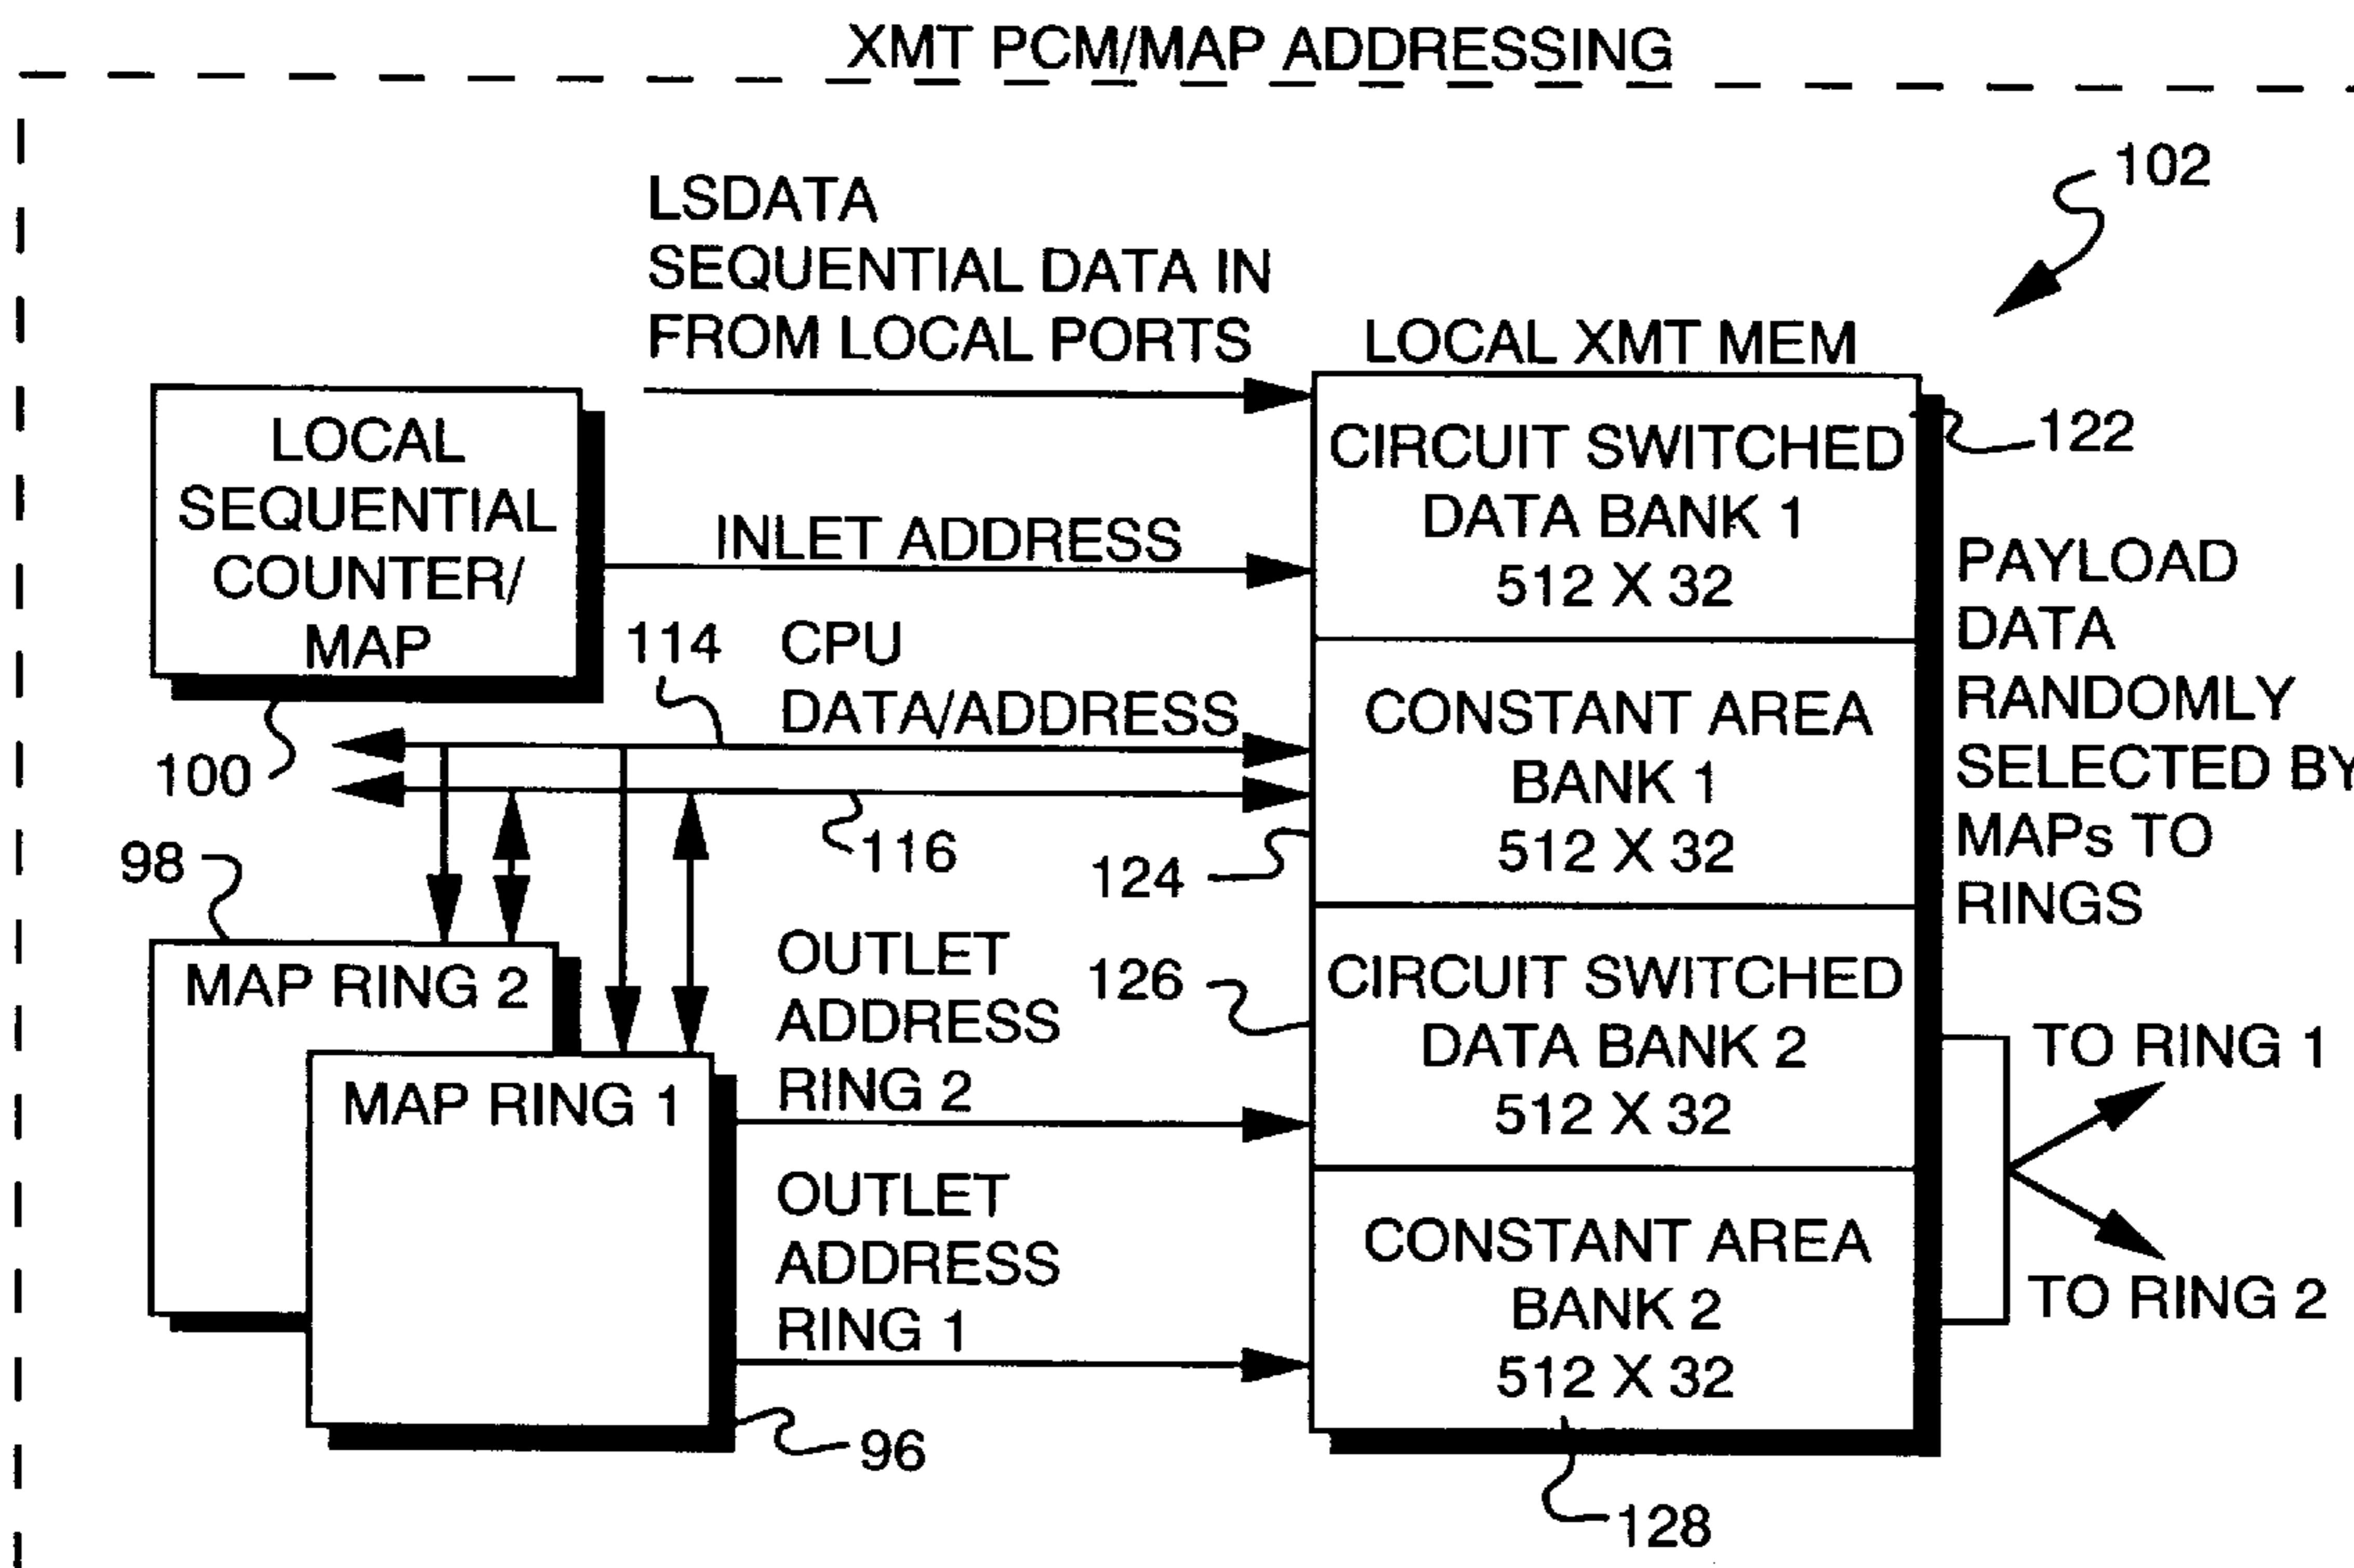 XMT PCM/MAP ADDRESSING
102
LSDATA
SEQUENTIAL DATA IN
FROM LOCAL PORTS
LOCAL XMT MEM
LOCAL
SEQUENTIAL
COUNTER/
MAP
100
INLET ADDRESS
CIRCUIT SWITCHED
DATA BANK 1
512 X 32
122
114
CPU
DATA/ADDRESS
116
CONSTANT AREA
BANK 1
512 X 32
124
PAYLOAD
DATA
RANDOMLY
SELECTED BY
MAPs TO
RINGS
98
MAP RING 2
MAP RING 1
96
OUTLET
ADDRESS
RING 2
OUTLET
ADDRESS
RING 1
126
CIRCUIT SWITCHED
DATA BANK 2
512 X 32
CONSTANT AREA
BANK 2
512 X 32
128
TO RING 1
TO RING 2